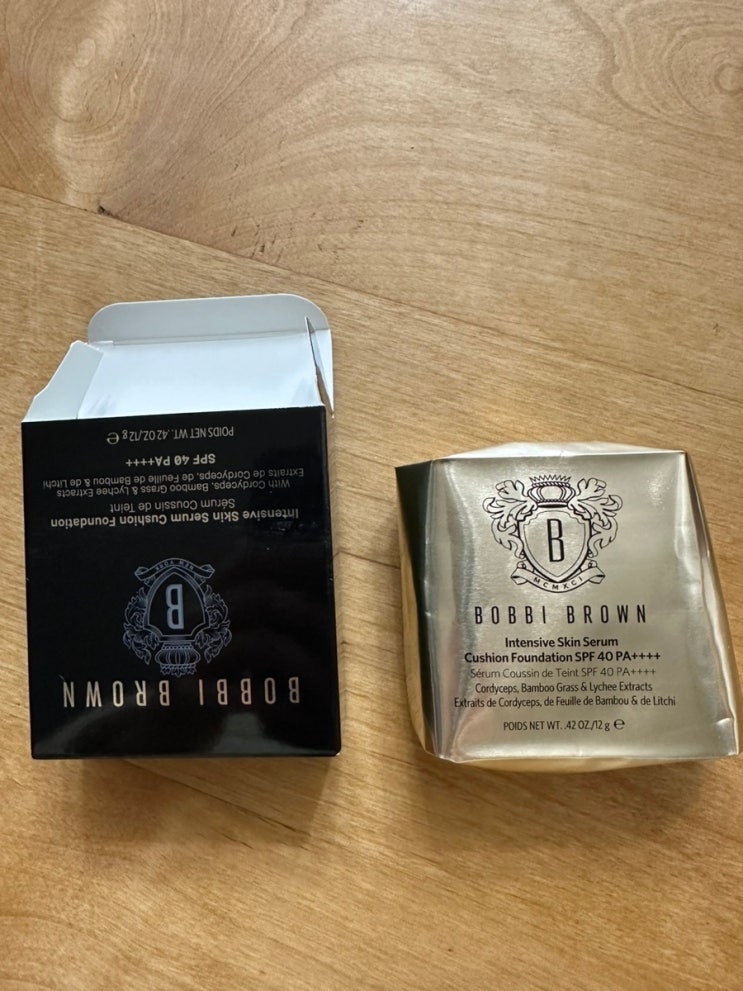 BOBBI BROWN
B
NEW YORK
Intensive Skin Serum Cushion Foundation
Sérum Coussin de Teint
With Cordyceps, Bamboo Grass & Lychee Extracts
Extraits de Cordyceps, de Feuille de Bambou & de Litchi
SPF 40 PA++++
POIDS NET WT. .42 OZ./12 g ℮
B
MCMXCI
BOBBI BROWN
Intensive Skin Serum
Cushion Foundation SPF 40 PA++++
Sérum Coussin de Teint SPF 40 PA++++
Cordyceps, Bamboo Grass & Lychee Extracts
Extraits de Cordyceps, de Feuille de Bambou & de Litchi
POIDS NET WT. .42 OZ./12 g ℮